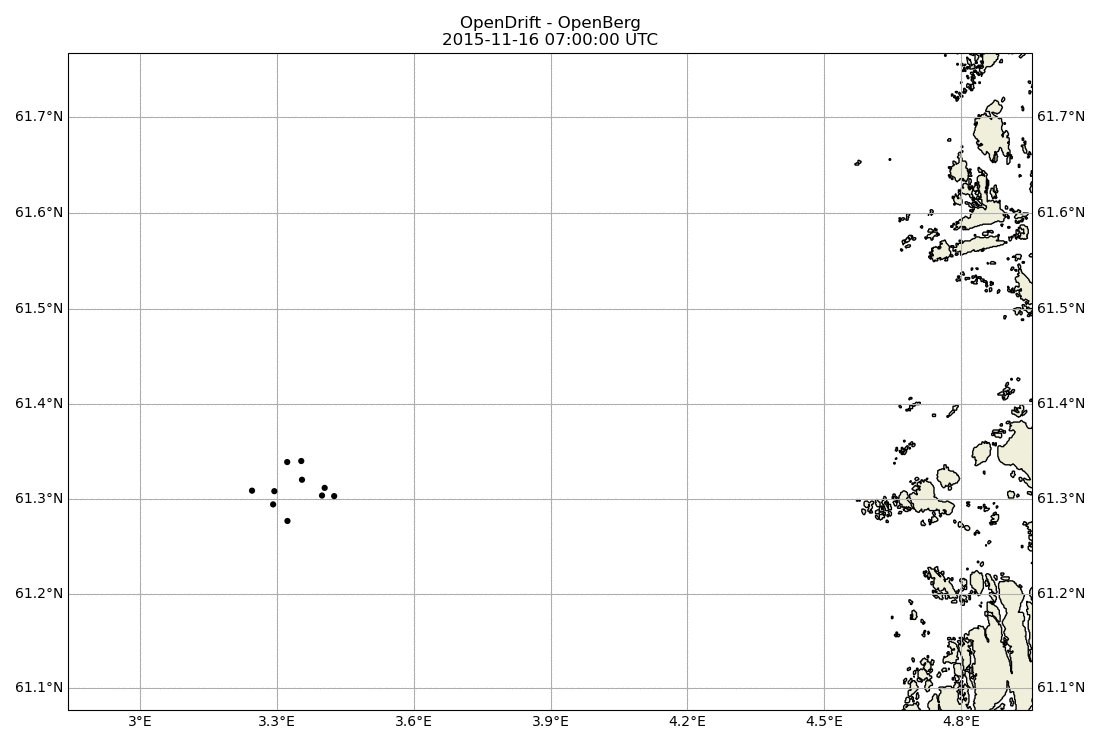 OpenDrift - OpenBerg
2015-11-16 07:00:00 UTC
61.7°N 61.7°N
61.6°N 61.6°N
61.5°N 61.5°N
61.4°N 61.4°N
61.3°N 61.3°N
61.2°N 61.2°N
61.1°N 61.1°N
3°E 3.3°E 3.6°E 3.9°E 4.2°E 4.5°E 4.8°E